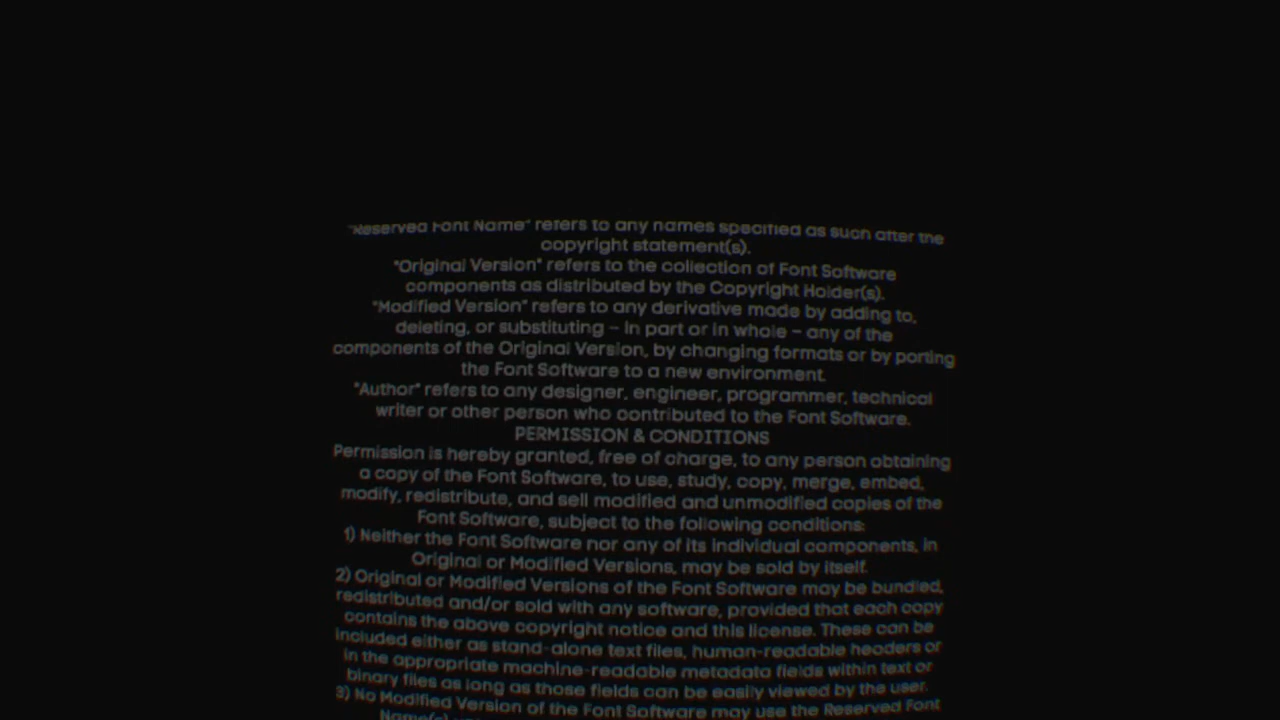 "Reserved Font Name" refers to any names specified as such after the
copyright statement(s).
"Original Version" refers to the collection of Font Software
components as distributed by the Copyright Holder(s).
"Modified Version" refers to any derivative made by adding to,
deleting, or substituting – in part or in whole – any of the
components of the Original Version, by changing formats or by porting
the Font Software to a new environment.
"Author" refers to any designer, engineer, programmer, technical
writer or other person who contributed to the Font Software.
PERMISSION & CONDITIONS
Permission is hereby granted, free of charge, to any person obtaining
a copy of the Font Software, to use, study, copy, merge, embed,
modify, redistribute, and sell modified and unmodified copies of the
Font Software, subject to the following conditions:
1) Neither the Font Software nor any of its individual components, in
Original or Modified Versions, may be sold by itself.
2) Original or Modified Versions of the Font Software may be bundled,
redistributed and/or sold with any software, provided that each copy
contains the above copyright notice and this license. These can be
included either as stand-alone text files, human-readable headers or
in the appropriate machine-readable metadata fields within text or
binary files as long as those fields can be easily viewed by the user.
3) No Modified Version of the Font Software may use the Reserved Font